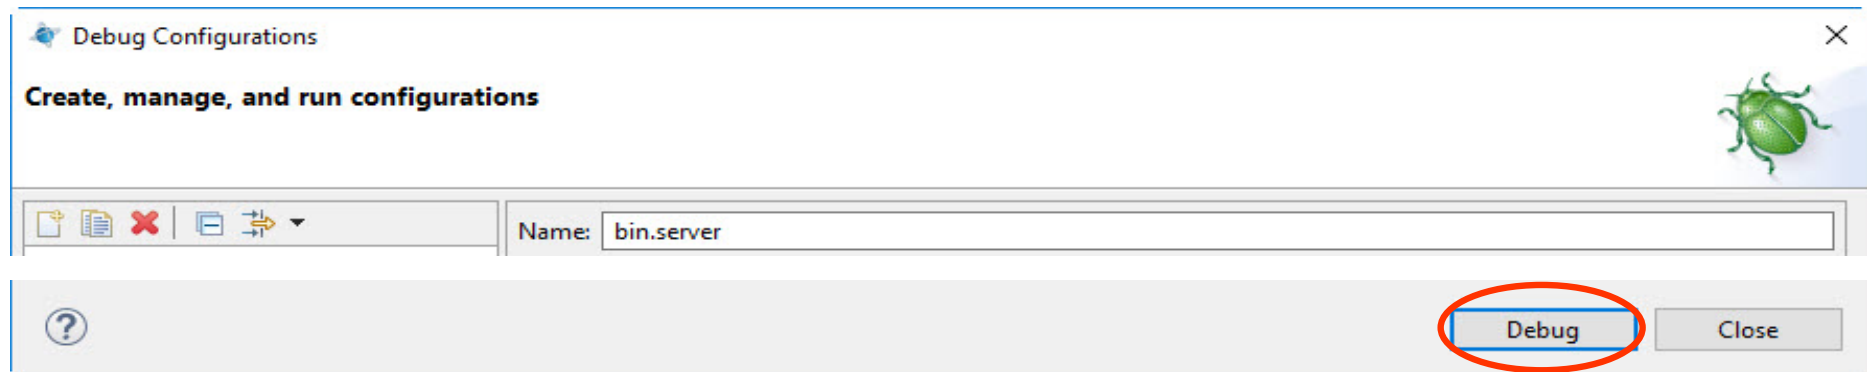 Debug Configurations
Create, manage, and run configurations
Name: bin.server
? Debug Close